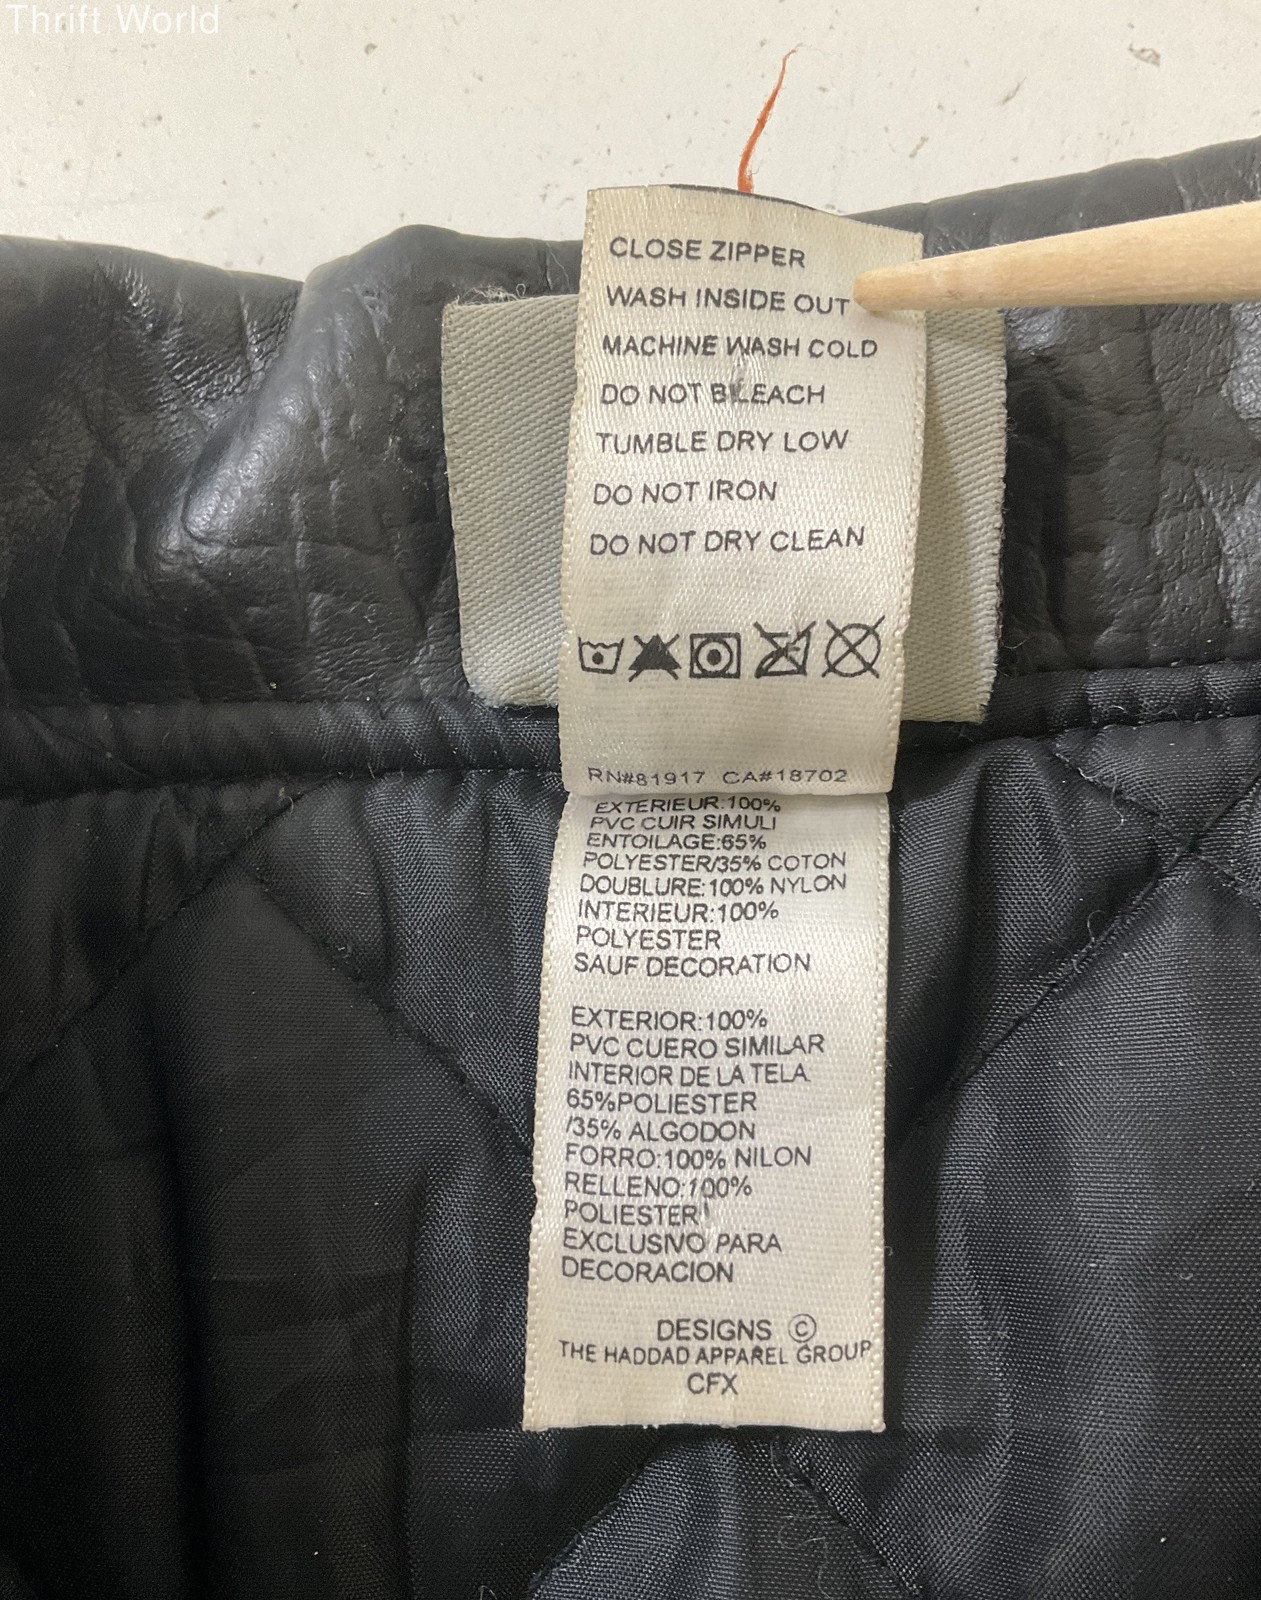 Thrift World
CLOSE ZIPPER
WASH INSIDE OUT
MACHINE WASH COLD
DO NOT BLEACH
TUMBLE DRY LOW
DO NOT IRON
DO NOT DRY CLEAN
RN#81917 CA#18702
EXTERIEUR:100%
PVC CUIR SIMULI
ENTOILAGE:65%
POLYESTER/35% COTON
DOUBLURE:100% NYLON
INTERIEUR:100%
POLYESTER
SAUF DECORATION
EXTERIOR:100%
PVC CUERO SIMILAR
INTERIOR DE LA TELA
65%POLIESTER
/35% ALGODON
FORRO:100% NILON
RELLENO:100%
POLIESTER
EXCLUSIVO PARA
DECORACION
DESIGNS ©
THE HADDAD APPAREL GROUP
CFX